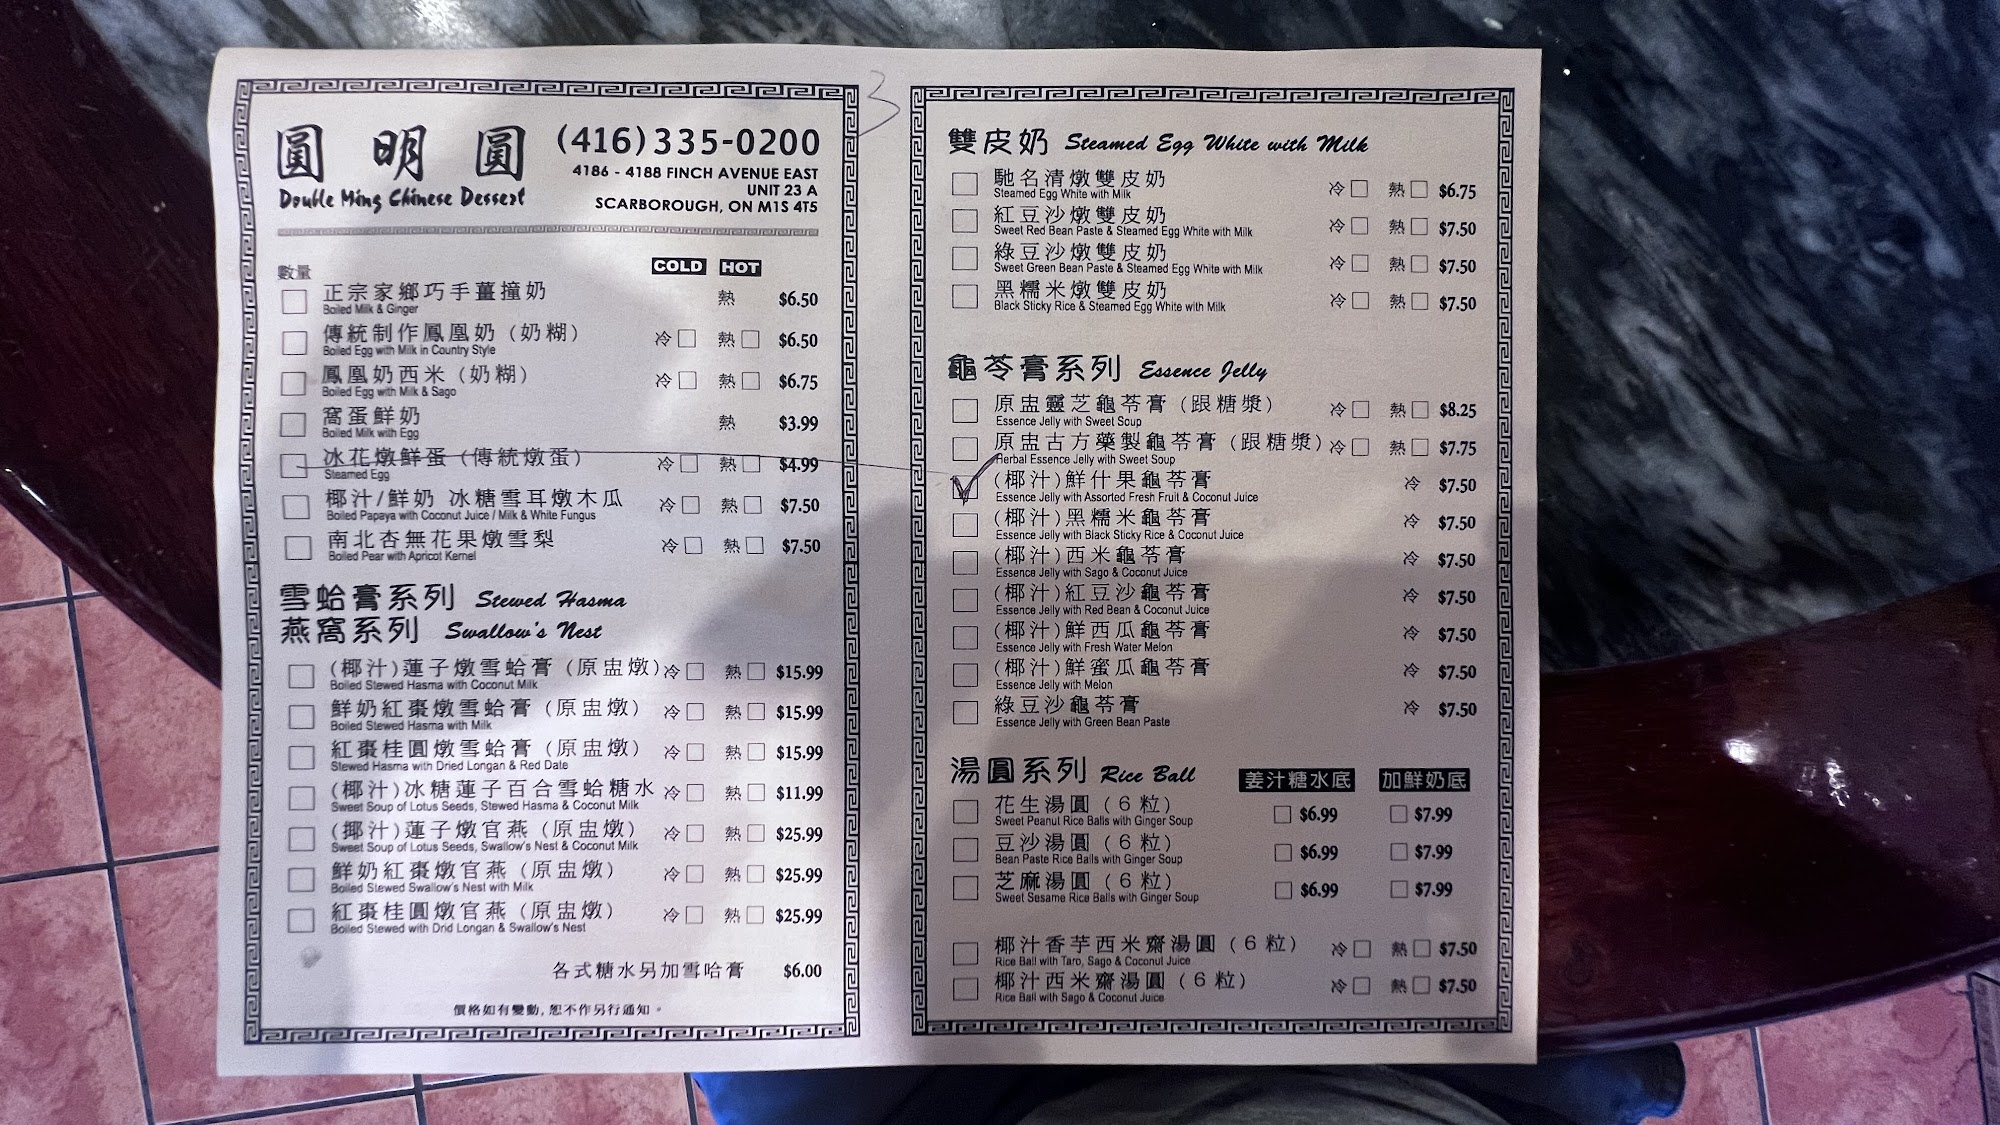 3
圓明圓
(416)335-0200
Double Ming Chinese Dessert
4186 - 4188 FINCH AVENUE EAST
UNIT 23 A
SCARBOROUGH, ON M1S 4T5
數量 COLD HOT
正宗家鄉巧手薑撞奶 熱 $6.50
Boiled Milk & Ginger
傳統制作鳳凰奶 (奶糊) 冷 熱 $6.50
Boiled Egg with Milk in Country Style
鳳凰奶西米 (奶糊) 冷 熱 $6.75
Boiled Egg with Milk & Sago
窩蛋鮮奶 熱 $3.99
Boiled Milk with Egg
冰花燉鮮蛋 (傳統燉蛋) 冷 熱 $4.99
Steamed Egg
椰汁/鮮奶 冰糖雪耳燉木瓜 冷 熱 $7.50
Boiled Papaya with Coconut Juice / Milk & White Fungus
南北杏無花果燉雪梨 冷 熱 $7.50
Boiled Pear with Apricot Kernel
雪蛤膏系列 Stewed Hasma
燕窩系列 Swallow's Nest
(椰汁)蓮子燉雪蛤膏 (原盅燉) 冷 熱 $15.99
Boiled Stewed Hasma with Coconut Milk
鮮奶紅棗燉雪蛤膏 (原盅燉) 冷 熱 $15.99
Boiled Stewed Hasma with Milk
紅棗桂圓燉雪蛤膏 (原盅燉) 冷 熱 $15.99
Stewed Hasma with Dried Longan & Red Date
(椰汁)冰糖蓮子百合雪蛤糖水 冷 熱 $11.99
Sweet Soup of Lotus Seeds, Stewed Hasma & Coconut Milk
(椰汁)蓮子燉官燕 (原盅燉) 冷 熱 $25.99
Sweet Soup of Lotus Seeds, Swallow's Nest & Coconut Milk
鮮奶紅棗燉官燕 (原盅燉) 冷 熱 $25.99
Boiled Stewed Swallow's Nest with Milk
紅棗桂圓燉官燕 (原盅燉) 冷 熱 $25.99
Boiled Stewed with Drid Longan & Swallow's Nest
各式糖水另加雪哈膏 $6.00
價格如有變動, 恕不作另行通知。
雙皮奶 Steamed Egg White with Milk
馳名清燉雙皮奶 冷 熱 $6.75
Steamed Egg White with Milk
紅豆沙燉雙皮奶 冷 熱 $7.50
Sweet Red Bean Paste & Steamed Egg White with Milk
綠豆沙燉雙皮奶 冷 熱 $7.50
Sweet Green Bean Paste & Steamed Egg White with Milk
黑糯米燉雙皮奶 冷 熱 $7.50
Black Sticky Rice & Steamed Egg White with Milk
龜苓膏系列 Essence Jelly
原盅靈芝龜苓膏 (跟糖漿) 冷 熱 $8.25
Essence Jelly with Sweet Soup
原盅古方藥製龜苓膏 (跟糖漿) 冷 熱 $7.75
Herbal Essence Jelly with Sweet Soup
(椰汁)鮮什果龜苓膏 冷 $7.50
Essence Jelly with Assorted Fresh Fruit & Coconut Juice
(椰汁)黑糯米龜苓膏 冷 $7.50
Essence Jelly with Black Sticky Rice & Coconut Juice
(椰汁)西米龜苓膏 冷 $7.50
Essence Jelly with Sago & Coconut Juice
(椰汁)紅豆沙龜苓膏 冷 $7.50
Essence Jelly with Red Bean & Coconut Juice
(椰汁)鮮西瓜龜苓膏 冷 $7.50
Essence Jelly with Fresh Water Melon
(椰汁)鮮蜜瓜龜苓膏 冷 $7.50
Essence Jelly with Melon
綠豆沙龜苓膏 冷 $7.50
Essence Jelly with Green Bean Paste
湯圓系列 Rice Ball 姜汁糖水底 加鮮奶底
花生湯圓 (6粒) $6.99 $7.99
Sweet Peanut Rice Balls with Ginger Soup
豆沙湯圓 (6粒) $6.99 $7.99
Bean Paste Rice Balls with Ginger Soup
芝麻湯圓 (6粒) $6.99 $7.99
Sweet Sesame Rice Balls with Ginger Soup
椰汁香芋西米齋湯圓 (6粒) 冷 熱 $7.50
Rice Ball with Taro, Sago & Coconut Juice
椰汁西米齋湯圓 (6粒) 冷 熱 $7.50
Rice Ball with Sago & Coconut Juice